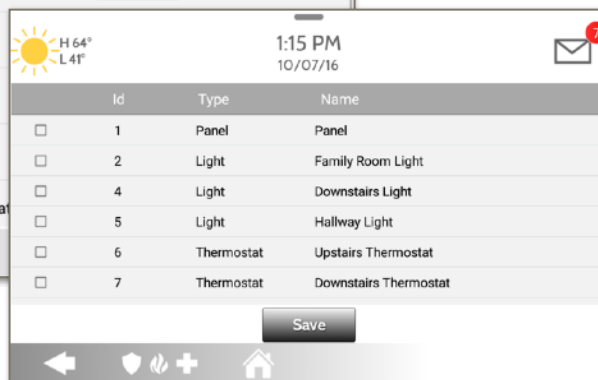 H 64°
L 41°
1:15 PM
10/07/16
7
Id Type Name
1 Panel Panel
2 Light Family Room Light
4 Light Downstairs Light
5 Light Hallway Light
6 Thermostat Upstairs Thermostat
7 Thermostat Downstairs Thermostat
Save